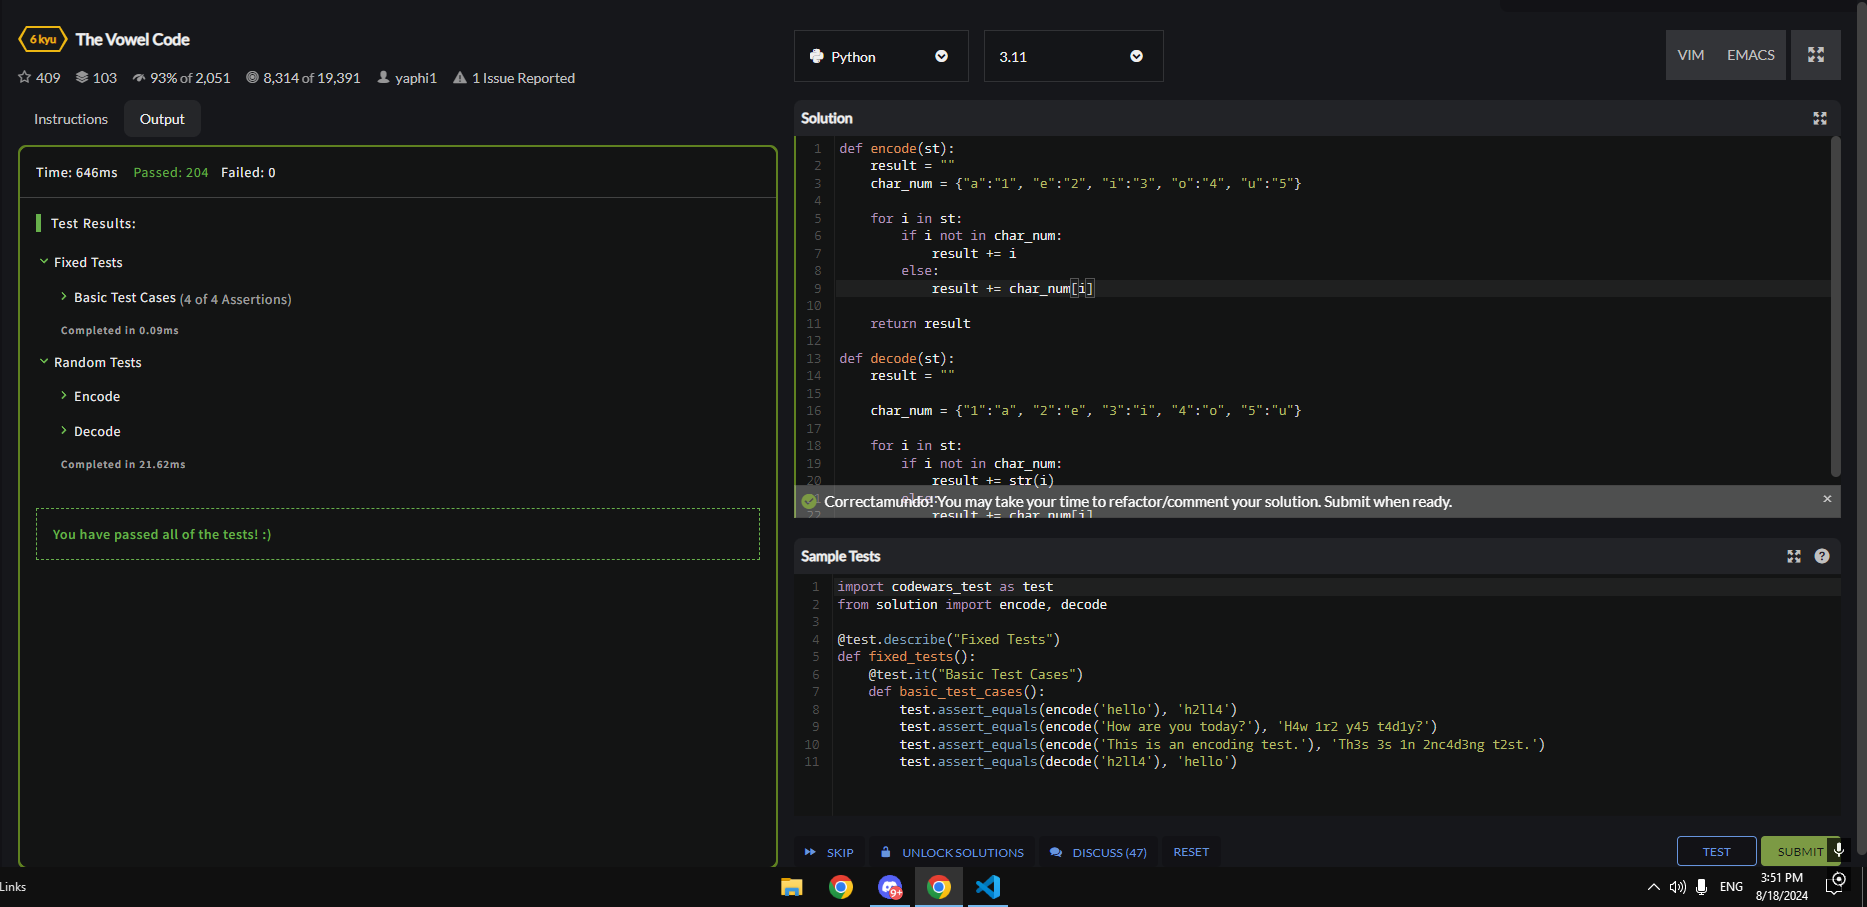 6 kyu The Vowel Code
409 103 93% of 2,051 8,314 of 19,391 yaphi1 1 Issue Reported
Instructions Output
Time: 646ms Passed: 204 Failed: 0
Test Results:
Fixed Tests
Basic Test Cases (4 of 4 Assertions)
Completed in 0.09ms
Random Tests
Encode
Decode
Completed in 21.62ms
You have passed all of the tests! :)
Python 3.11 VIM EMACS
Solution
1 def encode(st):
2     result = ""
3     char_num = {"a":"1", "e":"2", "i":"3", "o":"4", "u":"5"}
4
5     for i in st:
6         if i not in char_num:
7             result += i
8         else:
9             result += char_num[i]
10
11     return result
12
13 def decode(st):
14     result = ""
15
16     char_num = {"1":"a", "2":"e", "3":"i", "4":"o", "5":"u"}
17
18     for i in st:
19         if i not in char_num:
20             result += str(i)
21         else:
Correctamundo! You may take your time to refactor/comment your solution. Submit when ready.
22             result += char_num[i]
Sample Tests
1 import codewars_test as test
2 from solution import encode, decode
3
4 @test.describe("Fixed Tests")
5 def fixed_tests():
6     @test.it("Basic Test Cases")
7     def basic_test_cases():
8         test.assert_equals(encode('hello'), 'h2ll4')
9         test.assert_equals(encode('How are you today?'), 'H4w 1r2 y45 t4d1y?')
10         test.assert_equals(encode('This is an encoding test.'), 'Th3s 3s 1n 2nc4d3ng t2st.')
11         test.assert_equals(decode('h2ll4'), 'hello')
SKIP UNLOCK SOLUTIONS DISCUSS (47) RESET TEST SUBMIT
Links
9+
ENG
3:51 PM
8/18/2024